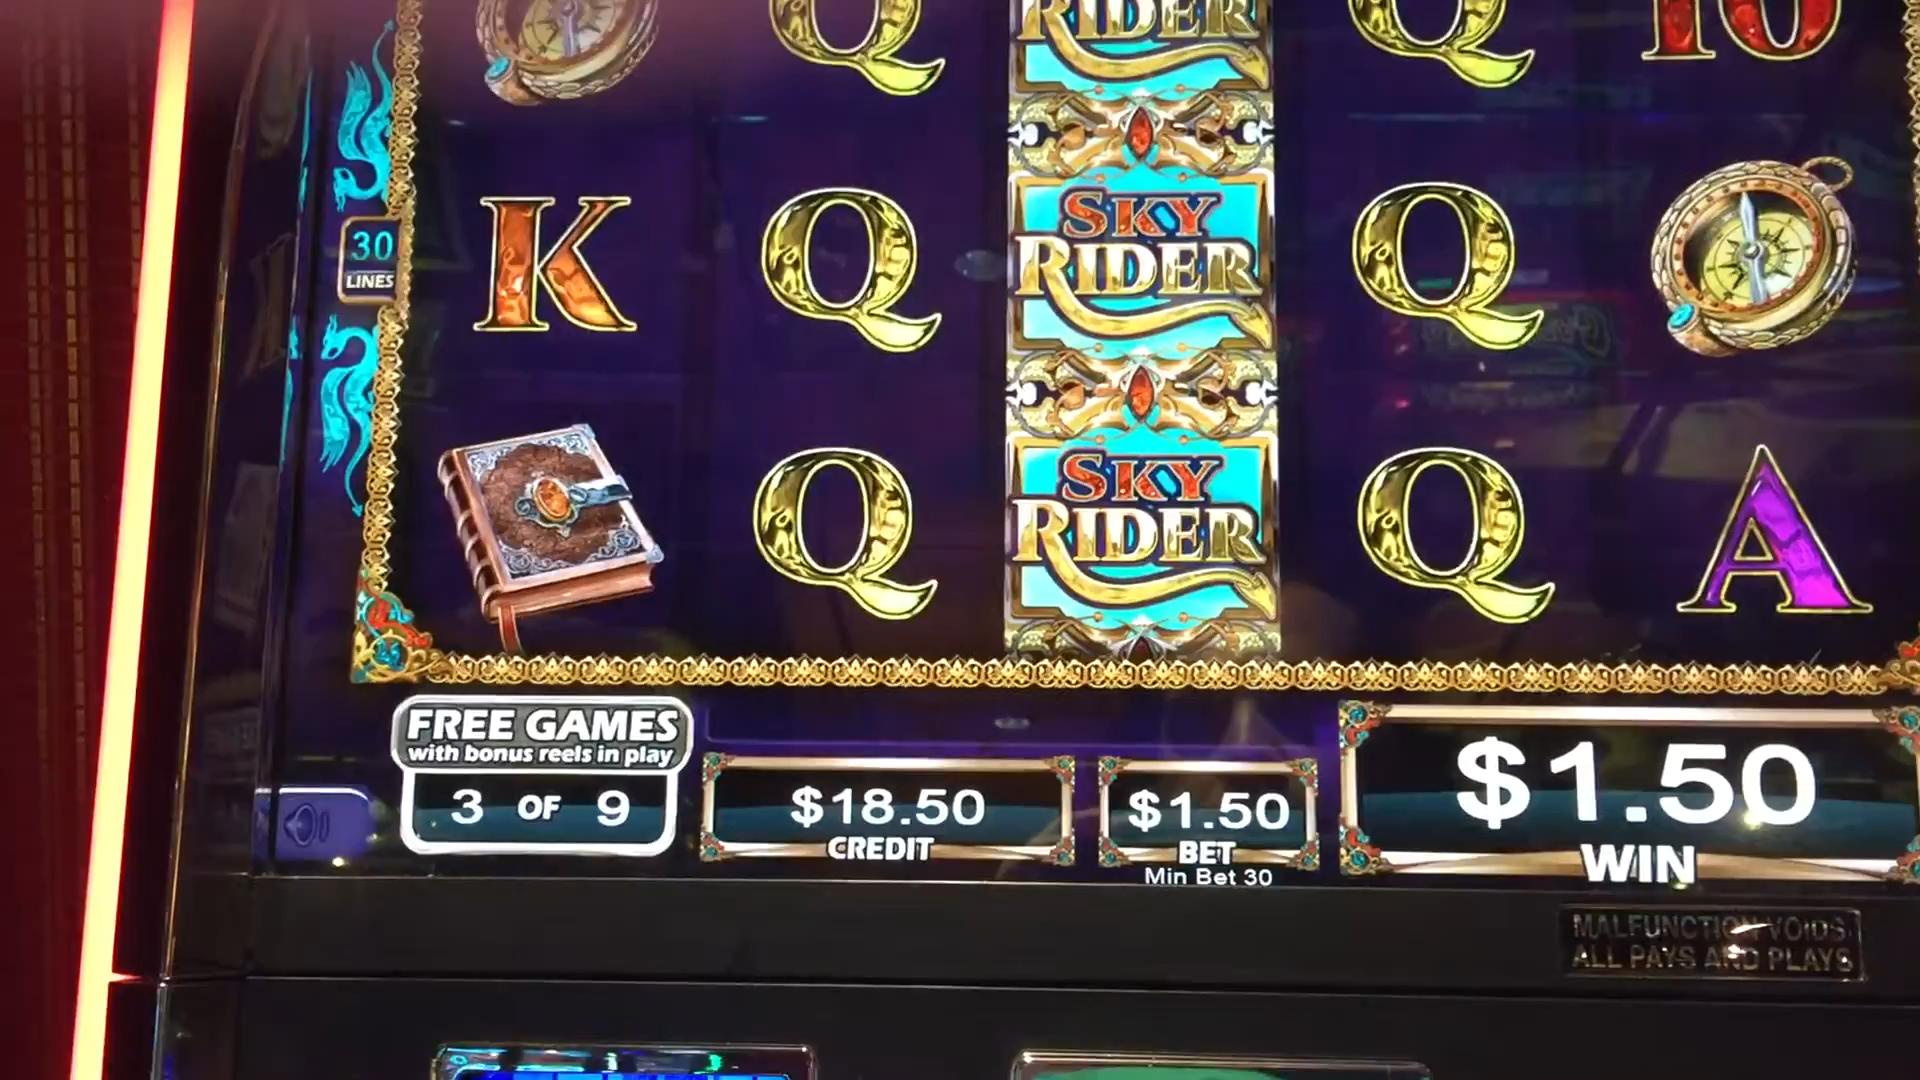 Q
RIDER
Q
10
30
LINES
K
Q
SKY
RIDER
Q
Q
SKY
RIDER
Q
A
FREE GAMES
with bonus reels in play
3 OF 9
$18.50
CREDIT
$1.50
BET
Min Bet 30
$1.50
WIN
MALFUNCTION VOIDS
ALL PAYS AND PLAYS